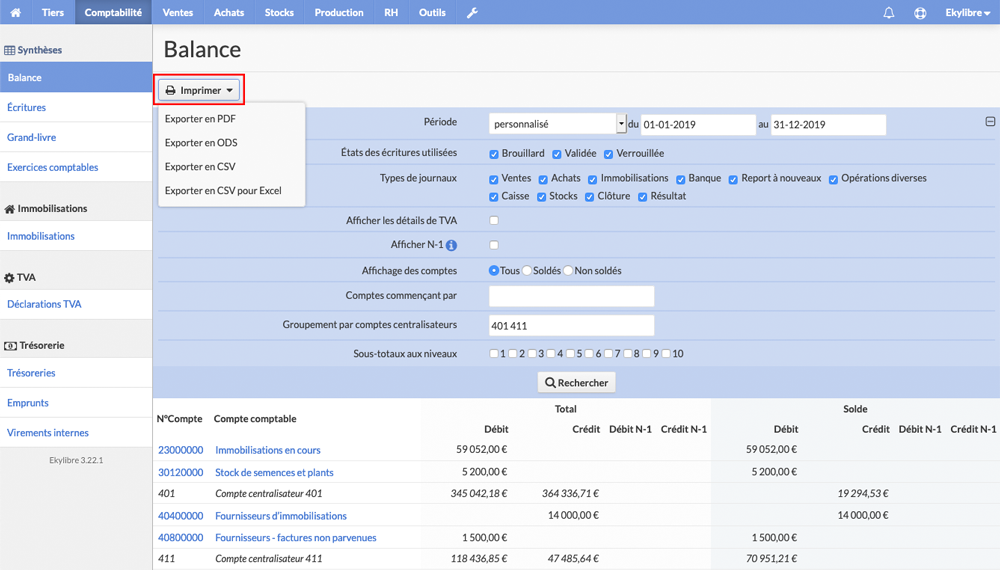 Tiers Comptabilité Ventes Achats Stocks Production RH Outils Ekylibre
Synthèses
Balance
Écritures
Grand-livre
Exercices comptables
Immobilisations
Immobilisations
TVA
Déclarations TVA
Trésorerie
Trésoreries
Emprunts
Virements internes
Ekylibre 3.22.1
Balance
Imprimer
Exporter en PDF
Exporter en ODS
Exporter en CSV
Exporter en CSV pour Excel
Période personnalisé du 01-01-2019 au 31-12-2019
États des écritures utilisées Brouillard Validée Verrouillée
Types de journaux Ventes Achats Immobilisations Banque Report à nouveaux Opérations diverses
Caisse Stocks Clôture Résultat
Afficher les détails de TVA
Afficher N-1
Affichage des comptes Tous Soldés Non soldés
Comptes commençant par
Groupement par comptes centralisateurs 401 411
Sous-totaux aux niveaux 1 2 3 4 5 6 7 8 9 10
Rechercher
N°Compte Compte comptable Total Solde
Débit Crédit Débit N-1 Crédit N-1 Débit Crédit Débit N-1 Crédit N-1
23000000 Immobilisations en cours 59 052,00 € 59 052,00 €
30120000 Stock de semences et plants 5 200,00 € 5 200,00 €
401 Compte centralisateur 401 345 042,18 € 364 336,71 € 19 294,53 €
40400000 Fournisseurs d'immobilisations 14 000,00 € 14 000,00 €
40800000 Fournisseurs - factures non parvenues 1 500,00 € 1 500,00 €
411 Compte centralisateur 411 118 436,85 € 47 485,64 € 70 951,21 €